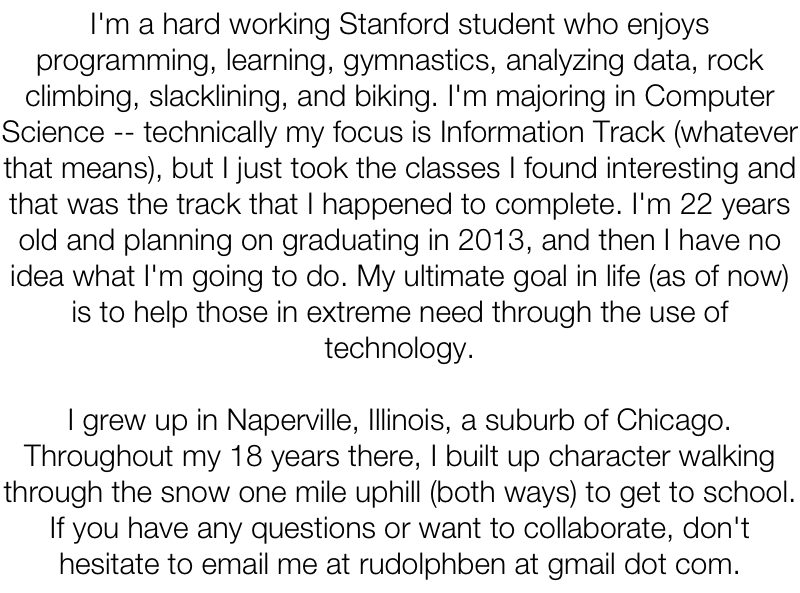 I'm a hard working Stanford student who enjoys
programming, learning, gymnastics, analyzing data, rock
climbing, slacklining, and biking. I'm majoring in Computer
Science -- technically my focus is Information Track (whatever
that means), but I just took the classes I found interesting and
that was the track that I happened to complete. I'm 22 years
old and planning on graduating in 2013, and then I have no
idea what I'm going to do. My ultimate goal in life (as of now)
is to help those in extreme need through the use of
technology.
I grew up in Naperville, Illinois, a suburb of Chicago.
Throughout my 18 years there, I built up character walking
through the snow one mile uphill (both ways) to get to school.
If you have any questions or want to collaborate, don't
hesitate to email me at rudolphben at gmail dot com.